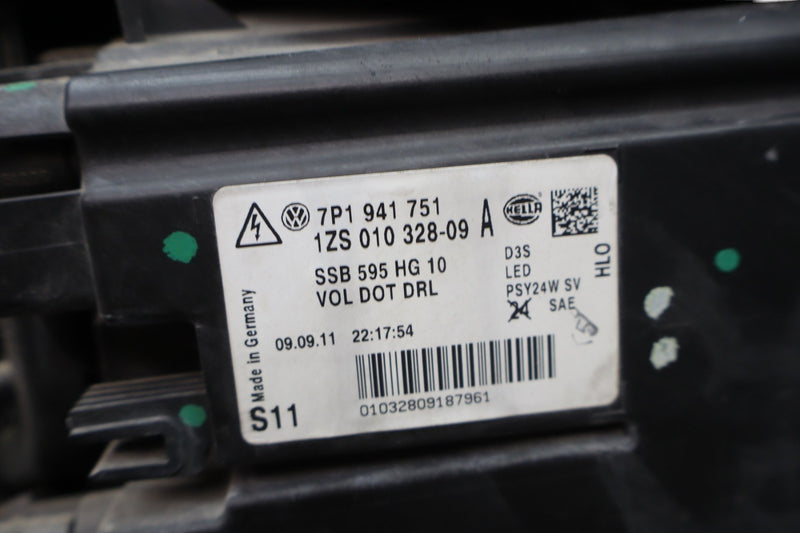 7P1 941 751
1ZS 010 328-09 A
HELLA
SSB 595 HG 10
VOL DOT DRL
D3S
LED
PSY24W SV
24 SAE
HLO
09.09.11 22:17:54
Made in Germany
S11
01032809187961